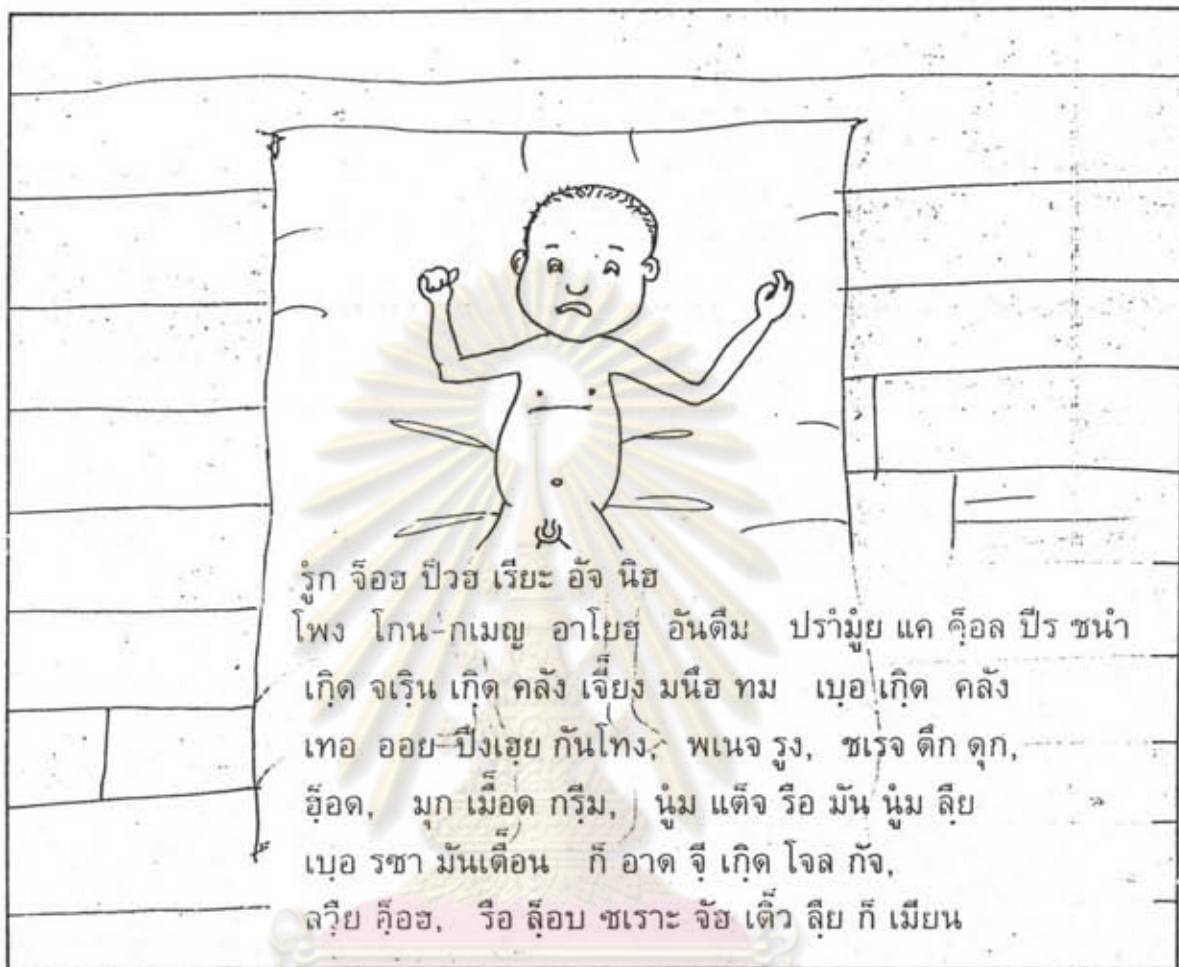 รู่ก จ็อฮ ป็วฮ เรียะ อัจ นิฮ
โพง โกน-กเมญ อาโยฮ อันดึม ปรามู้ย แค คฺ็อล ปีร ชนำ
เกฺิด จเรฺิน เกฺิด คลัง เจี็ยง มนึฮ ทม เบฺอ เกฺิด คลัง
เทอ ออย ปึงเฮฺย กันโทง, พเนจ รูง, ชเรจ ตึก ดุก,
ฮฺ็อด, มุก เมื็อด กรีฺม, นู่ม แต็จ รือ มัน นู่ม ลีฺย
เบฺอ รซา มันเตื็อน ก็ อาด จีฺ เกฺิด โจล กัจ,
ลวีฺย คฺ็อฮ, รือ ลฺ็อบ ชเราะ จัฮ เติ็ว ลีฺย ก็ เมียน